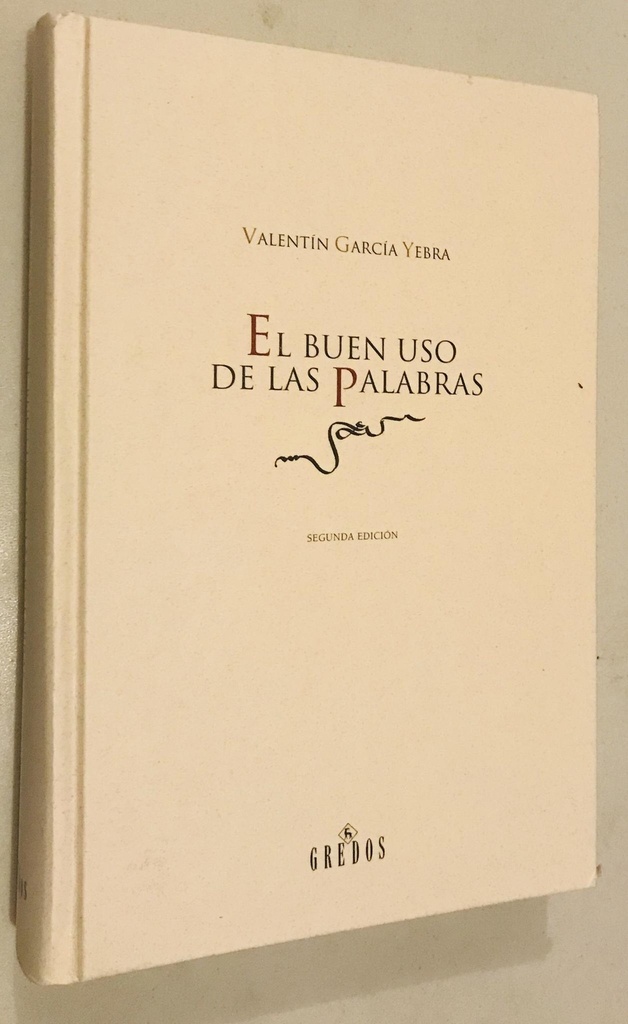 VALENTÍN GARCÍA YEBRA
EL BUEN USO
DE LAS PALABRAS
SEGUNDA EDICIÓN
GREDOS